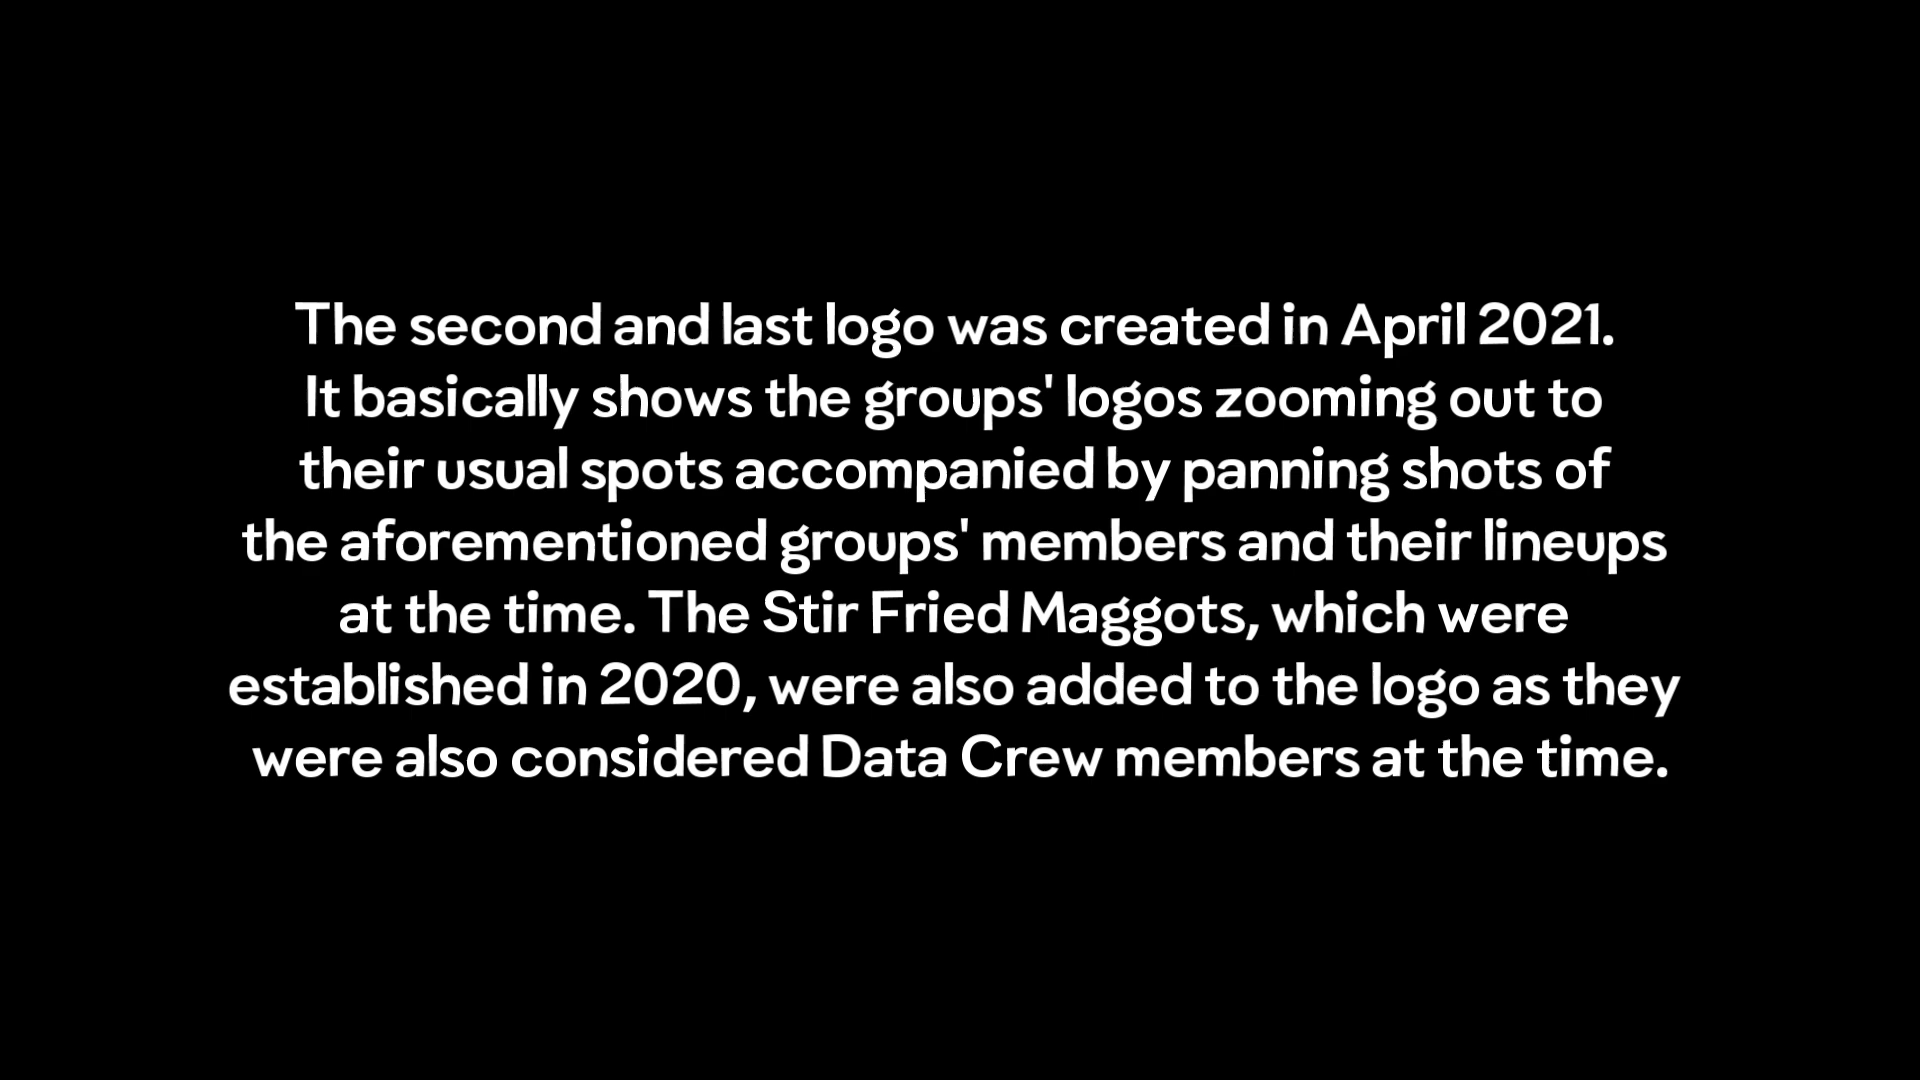 The second and last logo was created in April 2021.
It basically shows the groups' logos zooming out to
their usual spots accompanied by panning shots of
the aforementioned groups' members and their lineups
at the time. The Stir Fried Maggots, which were
established in 2020, were also added to the logo as they
were also considered Data Crew members at the time.